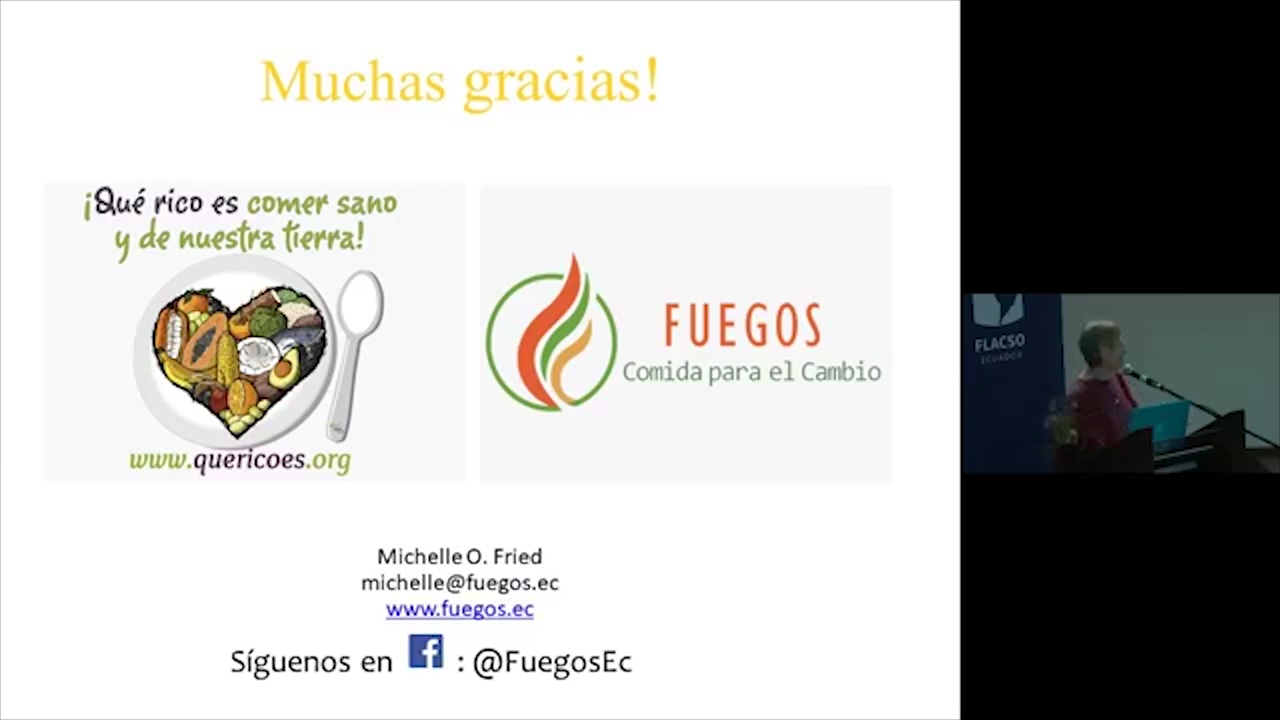 Muchas gracias!
¡Qué rico es comer sano
y de nuestra tierra!
www.quericoes.org
FUEGOS
Comida para el Cambio
Michelle O. Fried
michelle@fuegos.ec
www.fuegos.ec
Síguenos en f : @FuegosEc
FLACSO
ECUADOR